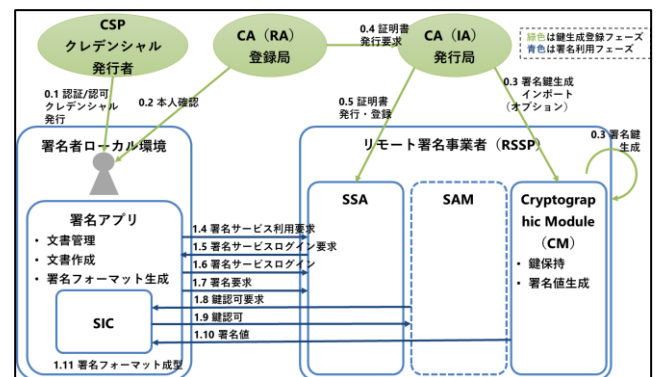 CSP
クレデンシャル
発行者
CA（RA）
登録局
0.4 証明書
発行要求
CA（IA）
発行局
緑色は鍵生成登録フェーズ
青色は署名利用フェーズ
0.1 認証/認可
クレデンシャル
発行
0.2 本人確認
0.5 証明書
発行・登録
0.3 署名鍵生成
インポート
（オプション）
0.3 署名鍵
生成
署名者ローカル環境
リモート署名事業者（RSSP）
署名アプリ
• 文書管理
• 文書作成
• 署名フォーマット生成
SIC
1.11 署名フォーマット成型
1.4 署名サービス利用要求
1.5 署名サービスログイン要求
1.6 署名サービスログイン
1.7 署名要求
1.8 鍵認可要求
1.9 鍵認可
1.10 署名値
SSA
SAM
Cryptograp
hic Module
（CM）
• 鍵保持
• 署名値生成